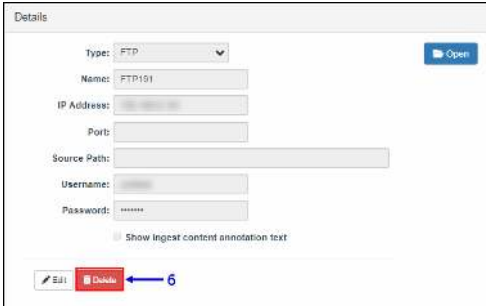 Details
Type: FTP
Open
Name: FTP191
IP Address:
Port:
Source Path:
Username:
Password: •••••••
Show ingest content annotation text
Edit Delete 6